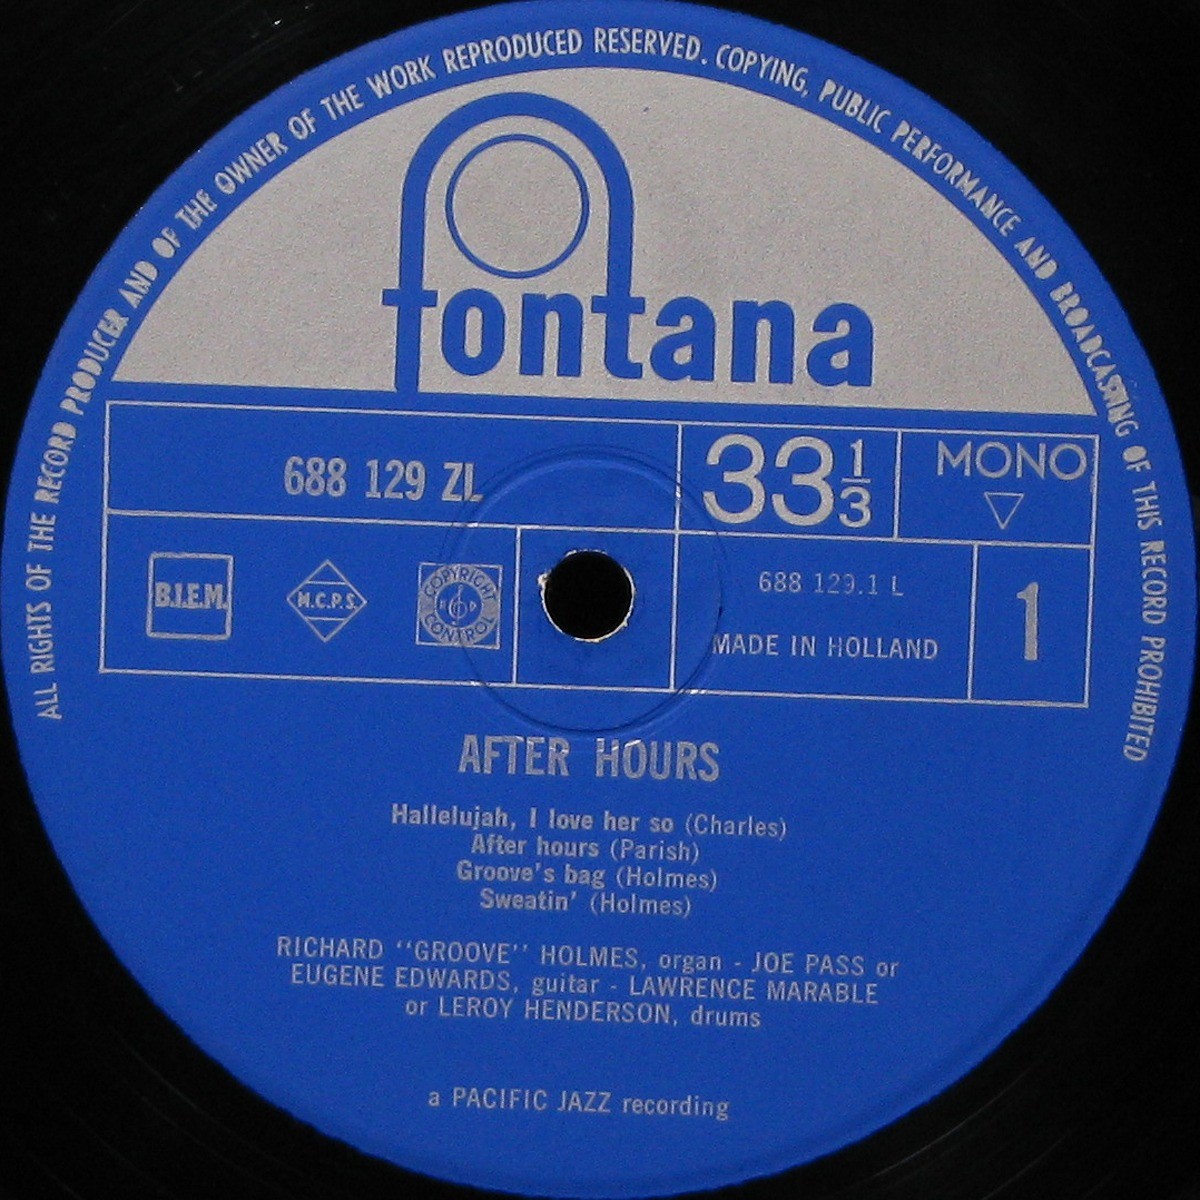 ALL RIGHTS OF THE RECORD PRODUCER AND OF THE OWNER OF THE WORK REPRODUCED RESERVED. COPYING, PUBLIC PERFORMANCE AND BROADCASTING OF THIS RECORD PROHIBITED
fontana
688 129 ZL
33 1/3
MONO
B.I.E.M.
M.C.P.S.
COPYRIGHT CONTROL
688 129.1 L
MADE IN HOLLAND
1
AFTER HOURS
Hallelujah, I love her so (Charles)
After hours (Parish)
Groove's bag (Holmes)
Sweatin' (Holmes)
RICHARD "GROOVE" HOLMES, organ - JOE PASS or
EUGENE EDWARDS, guitar - LAWRENCE MARABLE
or LEROY HENDERSON, drums
a PACIFIC JAZZ recording